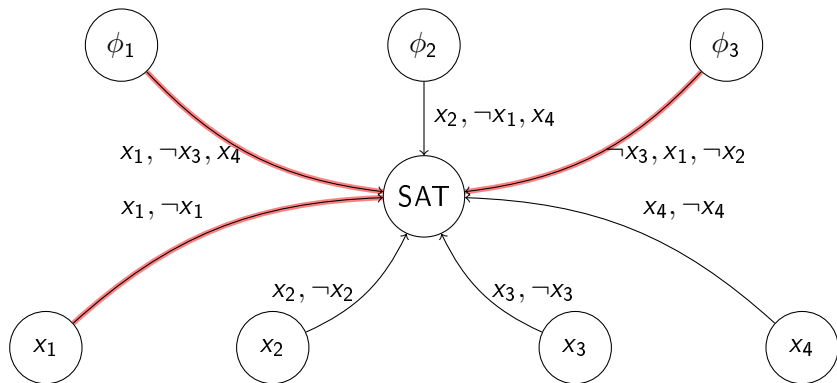 ϕ₁ ϕ₂ ϕ₃
x₂, ¬x₁, x₄
x₁, ¬x₃, x₄ ¬x₃, x₁, ¬x₂
SAT
x₁, ¬x₁ x₄, ¬x₄
x₂, ¬x₂ x₃, ¬x₃
x₁ x₂ x₃ x₄